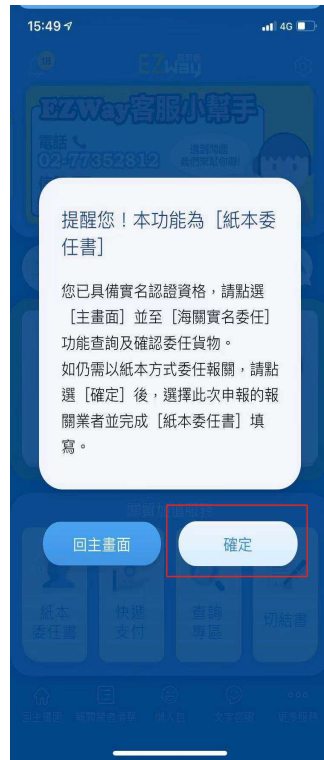 15:49
4G
EZWay
EZWay客服小幫手
電話
02-77352812
提醒您！本功能為［紙本委
任書］
您已具備實名認證資格，請點選
［主畫面］並至［海關實名委任］
功能查詢及確認委任貨物。
如仍需以紙本方式委任報關，請點
選［確定］後，選擇此次申報的報
關業者並完成［紙本委任書］填
寫。
回主畫面
確定
紙本
委任書
快遞
支付
查詢
專區
切結書
回主畫面